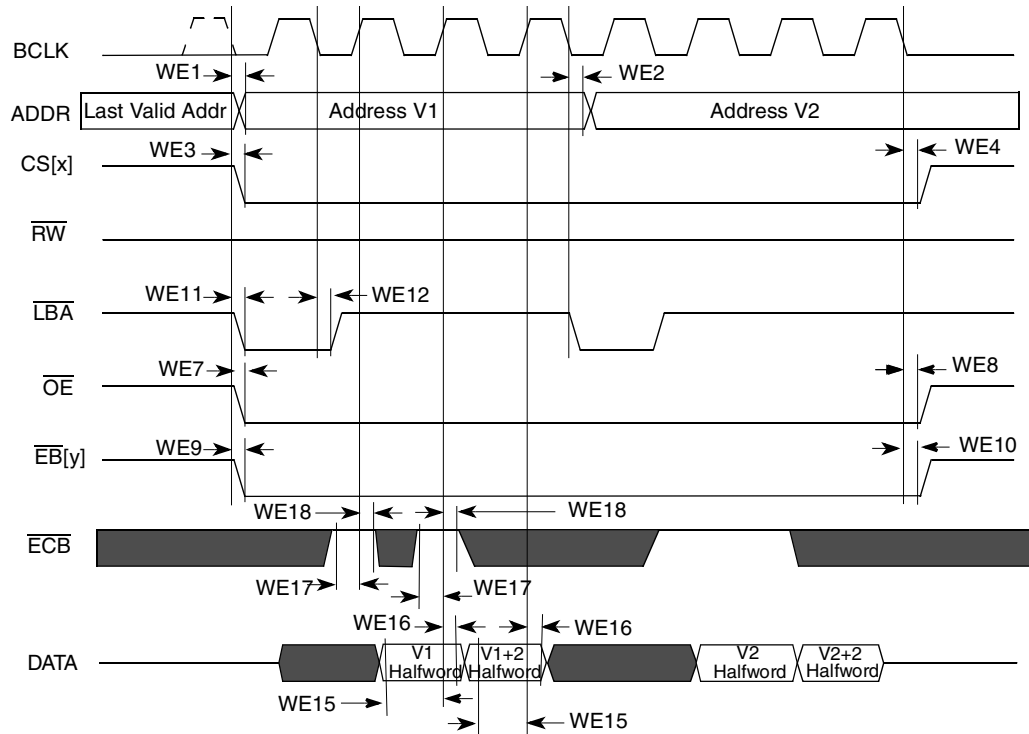 BCLK
WE1
WE2
ADDR
Last Valid Addr
Address V1
Address V2
WE3
WE4
CS[x]
RW
WE11
WE12
LBA
WE7
WE8
OE
WE9
WE10
EB[y]
WE18
WE18
ECB
WE17
WE17
WE16
WE16
DATA
V1
Halfword
V1+2
Halfword
V2
Halfword
V2+2
Halfword
WE15
WE15